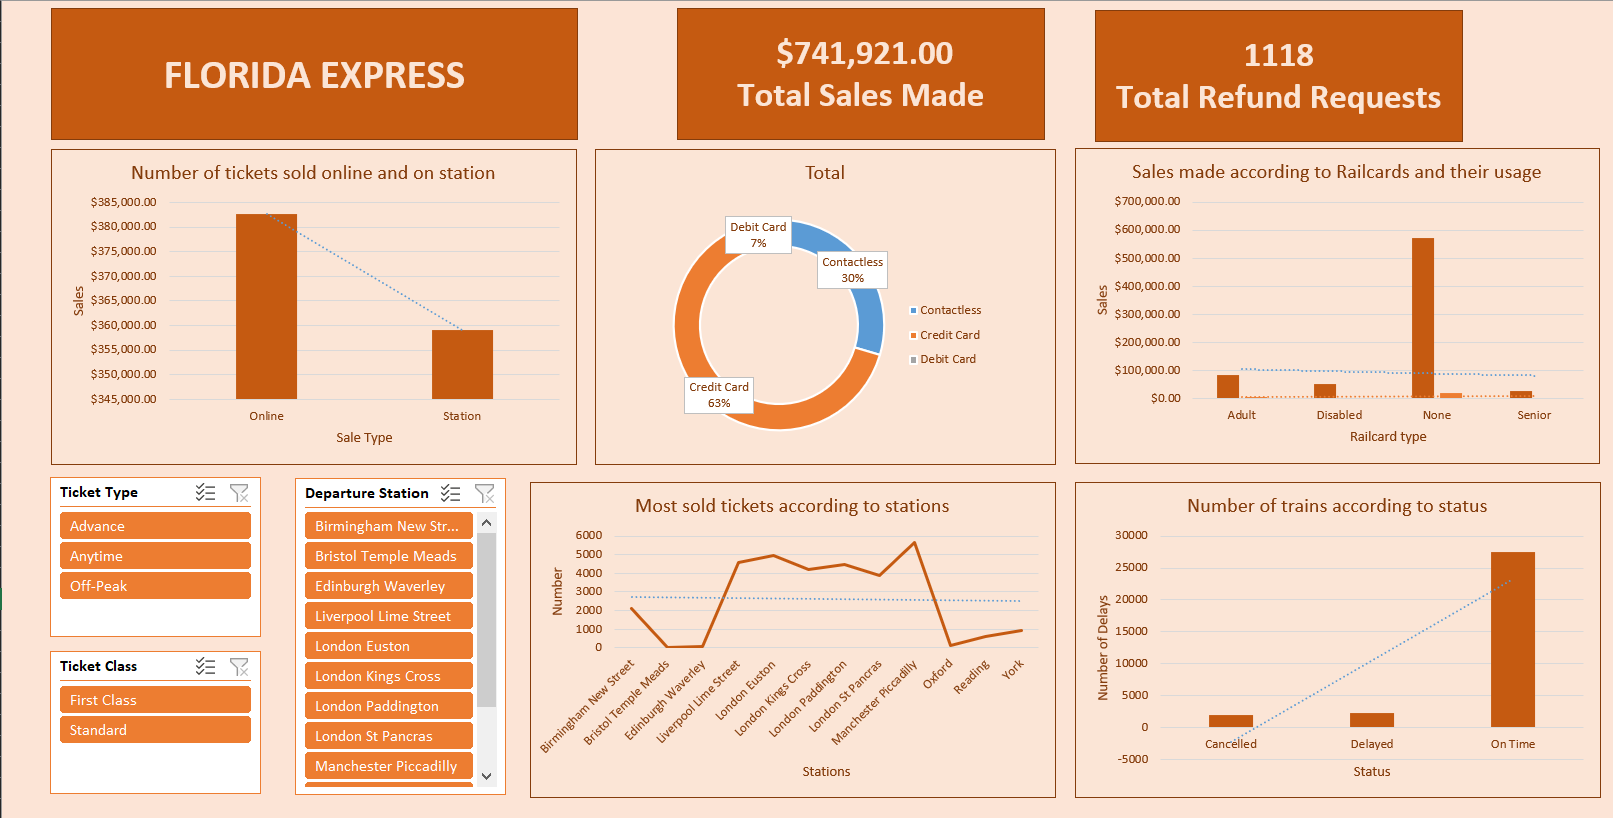 FLORIDA EXPRESS
$741,921.00
Total Sales Made
1118
Total Refund Requests
Number of tickets sold online and on station
$385,000.00
$380,000.00
$375,000.00
$370,000.00
$365,000.00
$360,000.00
$355,000.00
$350,000.00
$345,000.00
Sales
Online
Station
Sale Type
Total
Debit Card
7%
Contactless
30%
Credit Card
63%
Contactless
Credit Card
Debit Card
Sales made according to Railcards and their usage
$700,000.00
$600,000.00
$500,000.00
$400,000.00
$300,000.00
$200,000.00
$100,000.00
$0.00
Sales
Adult
Disabled
None
Senior
Railcard type
Ticket Type
Advance
Anytime
Off-Peak
Ticket Class
First Class
Standard
Departure Station
Birmingham New Str...
Bristol Temple Meads
Edinburgh Waverley
Liverpool Lime Street
London Euston
London Kings Cross
London Paddington
London St Pancras
Manchester Piccadilly
Most sold tickets according to stations
6000
5000
4000
3000
2000
1000
0
Number
Birmingham New Street
Bristol Temple Meads
Edinburgh Waverley
Liverpool Lime Street
London Euston
London Kings Cross
London Paddington
London St Pancras
Manchester Piccadilly
Oxford
Reading
York
Stations
Number of trains according to status
30000
25000
20000
15000
10000
5000
0
-5000
Number of Delays
Cancelled
Delayed
On Time
Status